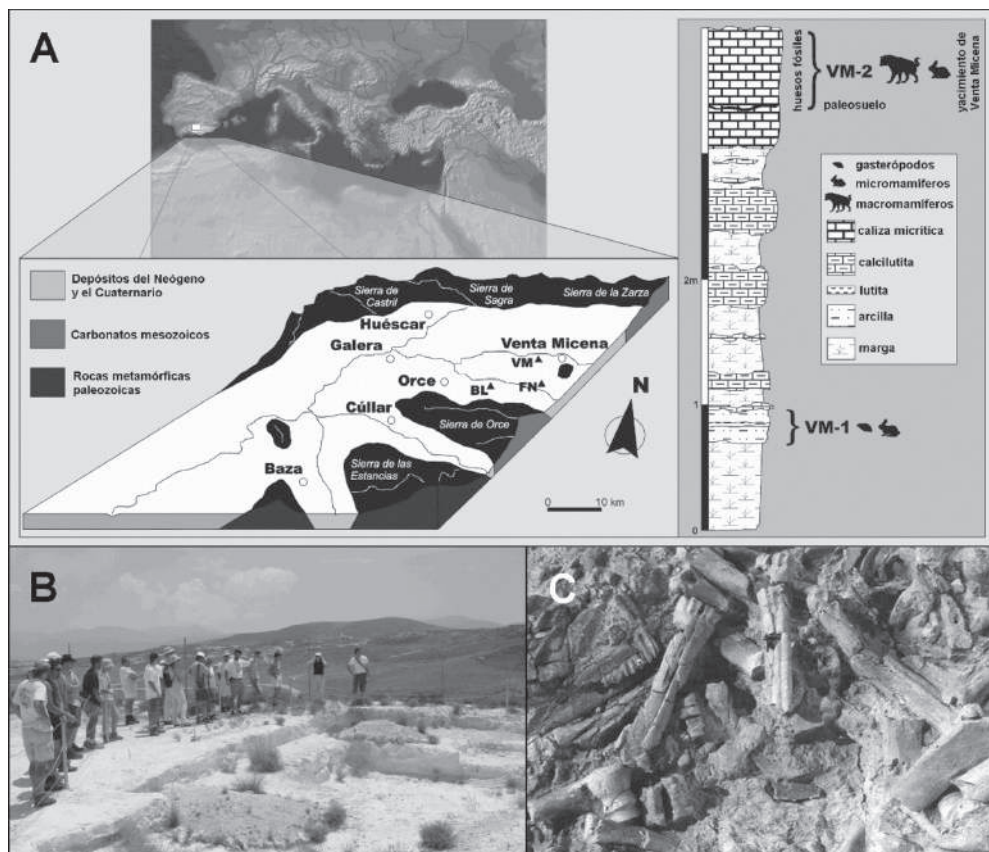 A
Depósitos del Neógeno
y el Cuaternario
Carbonatos mesozoicos
Rocas metamórficas
paleozoicas
Sierra de
Castril
Sierra de
Sagra
Sierra de la Zarza
Huéscar
Galera
Venta Micena
VM
Orce
BL
FN
Cúllar
Sierra de Orce
Baza
Sierra de las
Estancias
N
0
10 km
huesos fósiles
VM-2
yacimiento de
Venta Micena
paleosuelo
gasterópodos
micromamíferos
macromamíferos
caliza micrítica
calcilutita
lutita
arcilla
marga
2m
1
VM-1
0
B
C